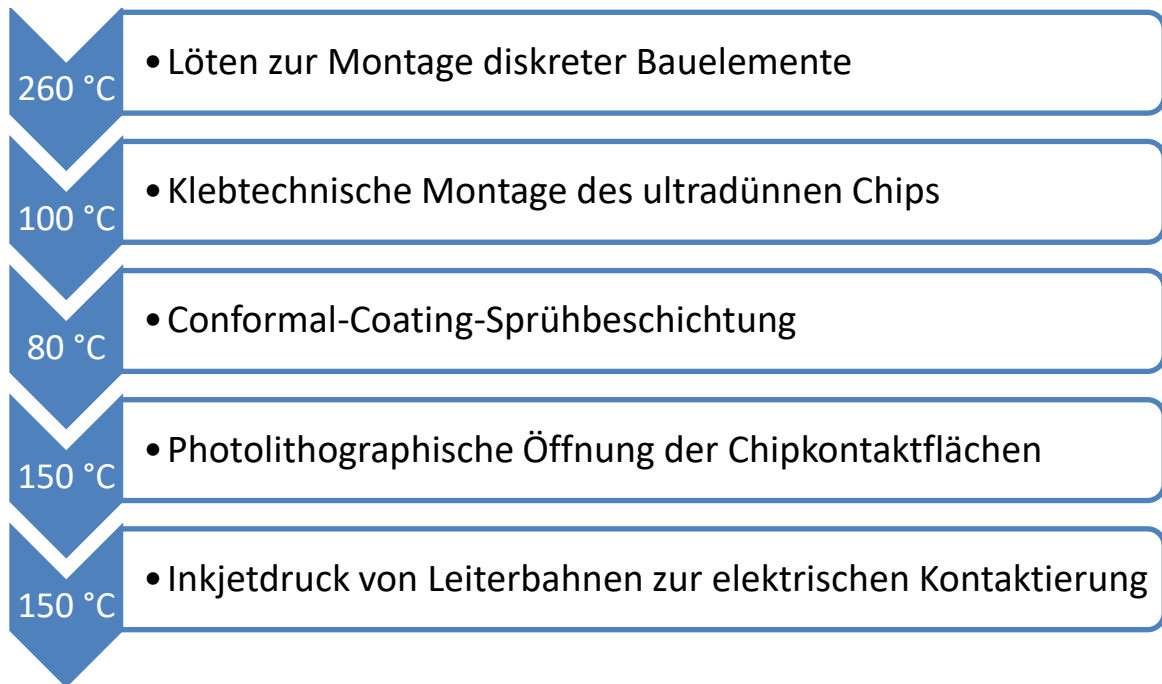 260 °C
• Löten zur Montage diskreter Bauelemente
100 °C
• Klebtechnische Montage des ultradünnen Chips
80 °C
• Conformal-Coating-Sprühbeschichtung
150 °C
• Photolithographische Öffnung der Chipkontaktflächen
150 °C
• Inkjetdruck von Leiterbahnen zur elektrischen Kontaktierung